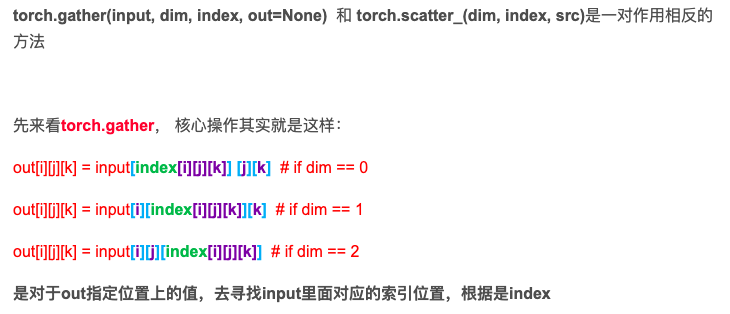 torch.gather(input, dim, index, out=None) 和 torch.scatter_(dim, index, src)是一对作用相反的
方法
先来看torch.gather， 核心操作其实就是这样：
out[i][j][k] = input[index[i][j][k]] [j][k] # if dim == 0
out[i][j][k] = input[i][index[i][j][k]][k] # if dim == 1
out[i][j][k] = input[i][j][index[i][j][k]] # if dim == 2
是对于out指定位置上的值，去寻找input里面对应的索引位置，根据是index